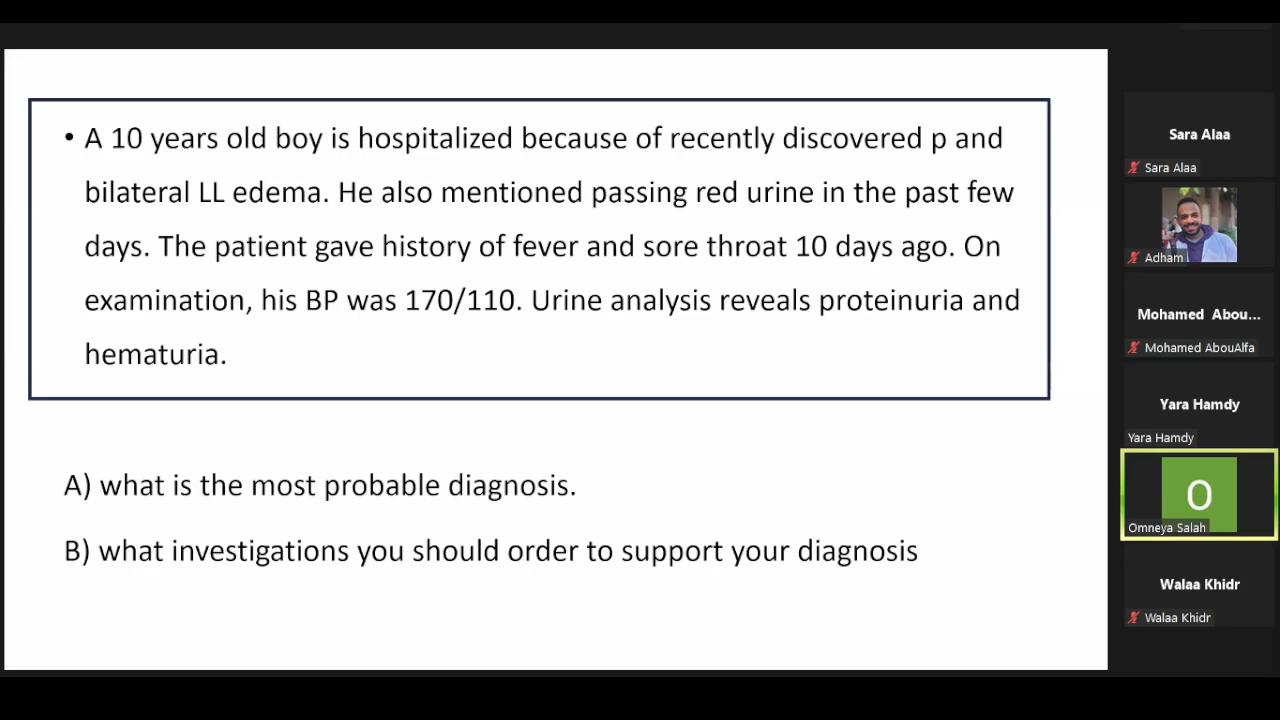 • A 10 years old boy is hospitalized because of recently discovered p and
bilateral LL edema. He also mentioned passing red urine in the past few
days. The patient gave history of fever and sore throat 10 days ago. On
examination, his BP was 170/110. Urine analysis reveals proteinuria and
hematuria.
A) what is the most probable diagnosis.
B) what investigations you should order to support your diagnosis
Sara Alaa
Sara Alaa
Adham
Mohamed Abou...
Mohamed AbouAlfa
Yara Hamdy
Yara Hamdy
O
Omneya Salah
Walaa Khidr
Walaa Khidr